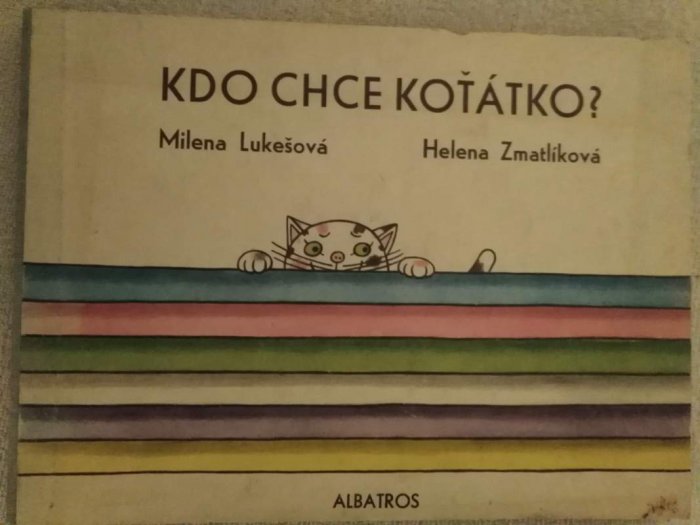 KDO CHCE KOŤÁTKO?
Milena Lukešová Helena Zmatlíková
ALBATROS